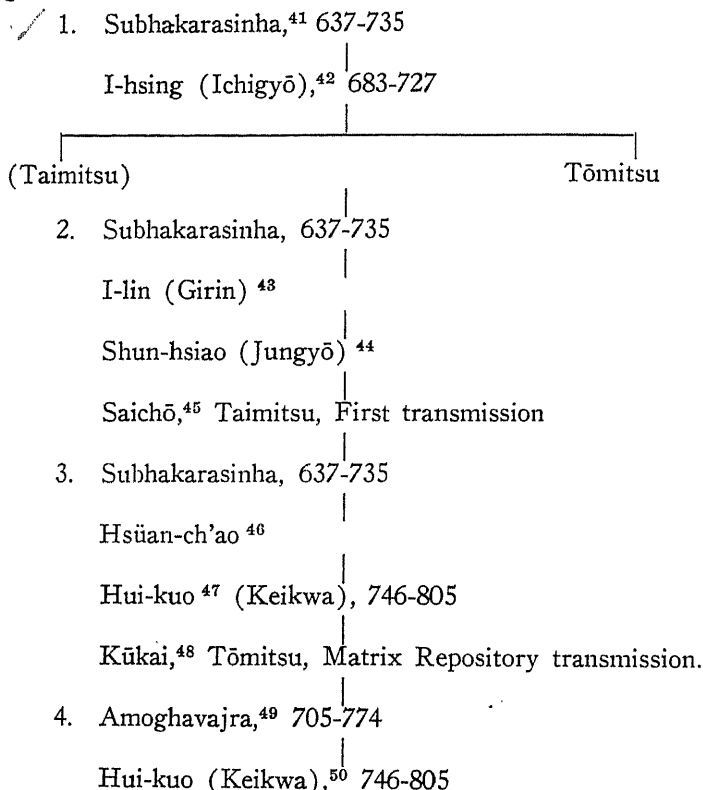 1. Subhakarasinha,⁴¹ 637-735
I-hsing (Ichigyō),⁴² 683-727
(Taimitsu) Tōmitsu
2. Subhakarasinha, 637-735
I-lin (Girin) ⁴³
Shun-hsiao (Jungyō) ⁴⁴
Saichō,⁴⁵ Taimitsu, First transmission
3. Subhakarasinha, 637-735
Hsüan-ch'ao ⁴⁶
Hui-kuo ⁴⁷ (Keikwa), 746-805
Kūkai,⁴⁸ Tōmitsu, Matrix Repository transmission.
4. Amoghavajra,⁴⁹ 705-774
Hui-kuo (Keikwa),⁵⁰ 746-805